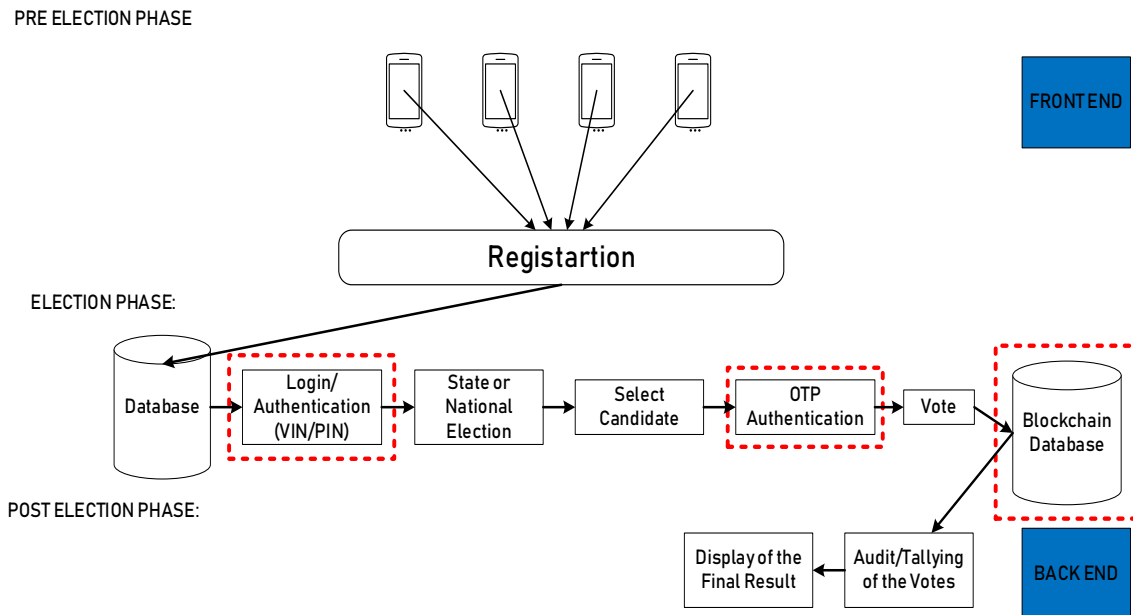 PRE ELECTION PHASE
FRONT END
Registartion
ELECTION PHASE:
Database
Login/
Authentication
(VIN/PIN)
State or
National
Election
Select
Candidate
OTP
Authentication
Vote
Blockchain
Database
POST ELECTION PHASE:
Display of the
Final Result
Audit/Tallying
of the Votes
BACK END